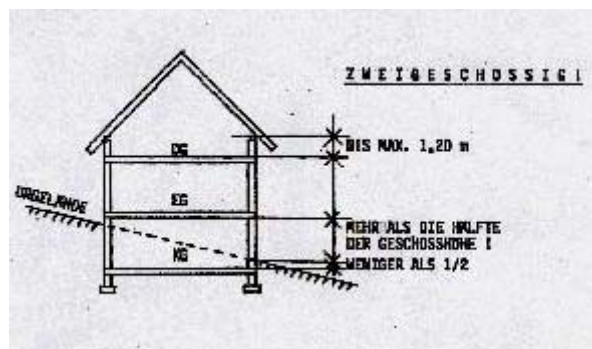 ZWEIGESCHOSSIG!
DG
BIS MAX. 1,20 m
EG
URGELÄNDE
MEHR ALS DIE HÄLFTE
DER GESCHOSSHÖHE !
KG
WENIGER ALS 1/2